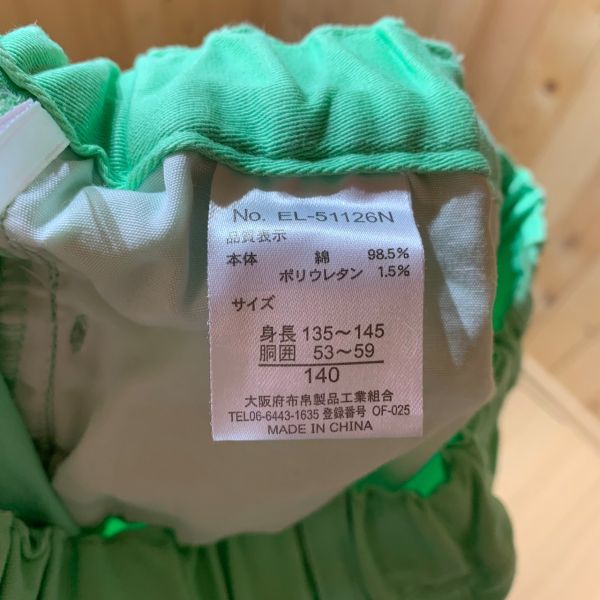 No. EL-51126N
品質表示
本体 綿 98.5%
ポリウレタン 1.5%
サイズ
身長 135〜145
胴囲 53〜59
140
大阪府布帛製品工業組合
TEL06-6443-1635 登録番号 OF-025
MADE IN CHINA